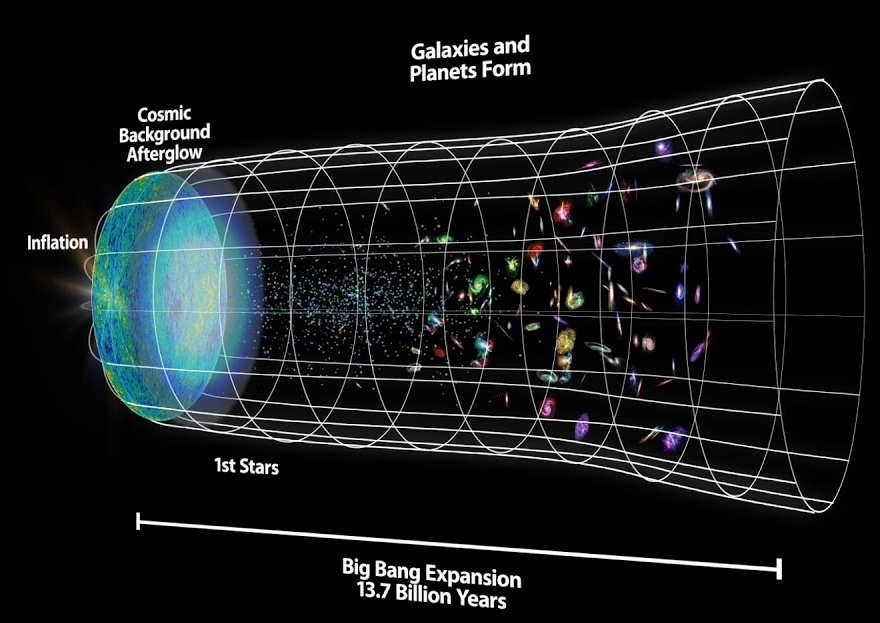 Galaxies and
Planets Form
Cosmic
Background
Afterglow
Inflation
1st Stars
Big Bang Expansion
13.7 Billion Years